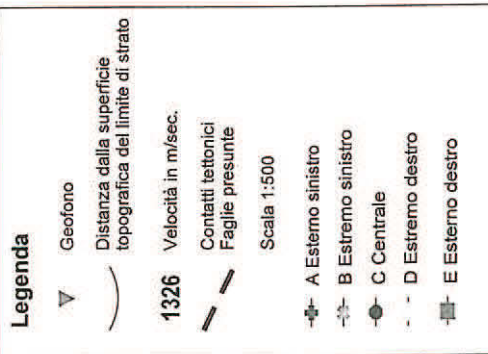 Legenda
Geofono
Distanza dalla superficie
topografica del limite di strato
1326 Velocità in m/sec.
Contatti tettonici
Faglie presunte
Scala 1:500
A Esterno sinistro
B Estremo sinistro
C Centrale
D Estremo destro
E Esterno destro